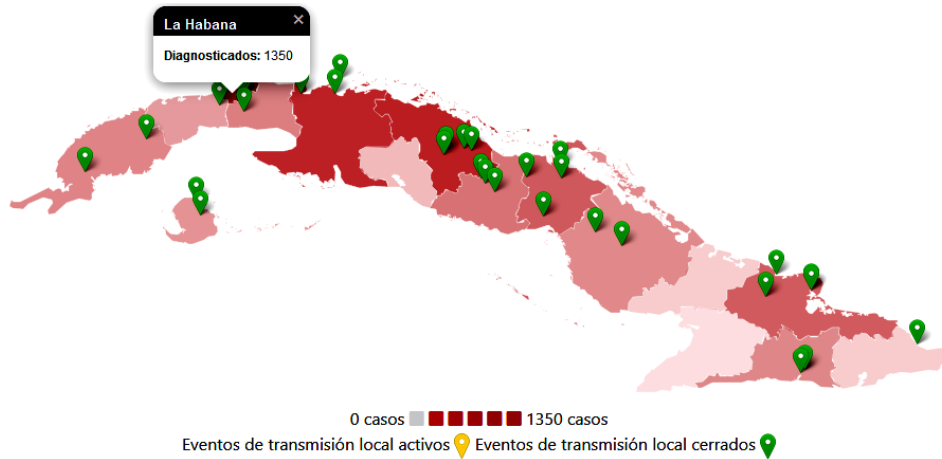 La Habana ×
Diagnosticados: 1350
0 casos 1350 casos
Eventos de transmisión local activos Eventos de transmisión local cerrados